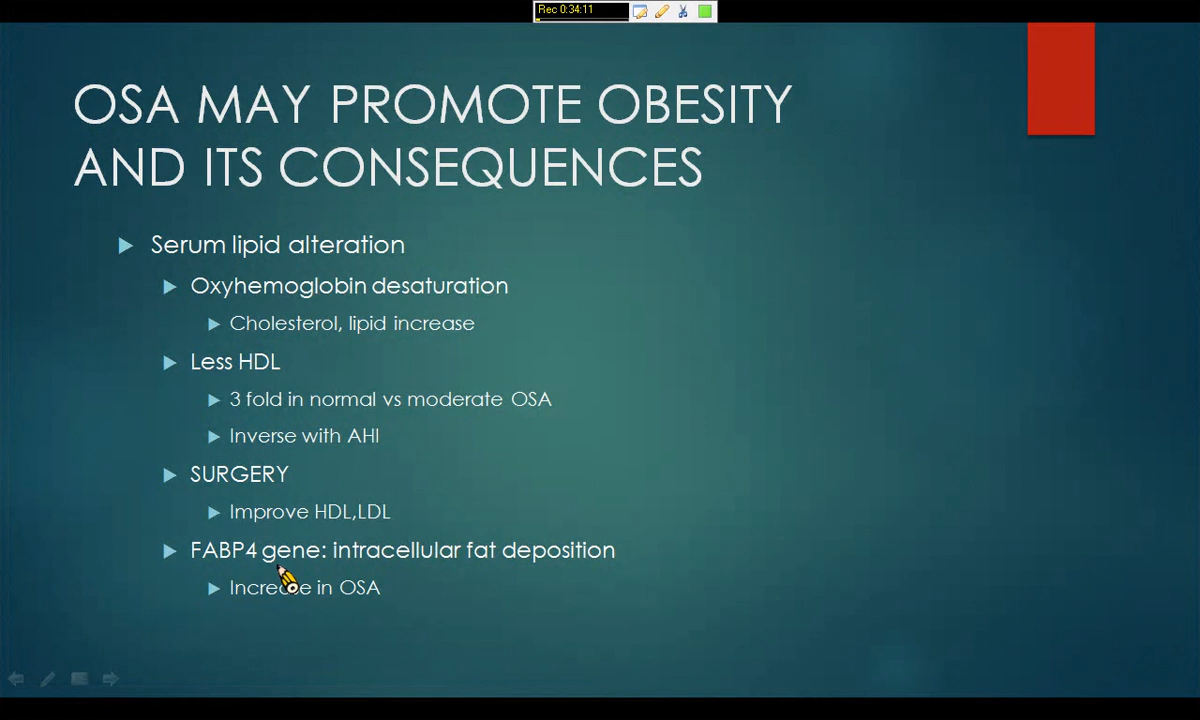 Rec 0:34:11
OSA MAY PROMOTE OBESITY
AND ITS CONSEQUENCES
Serum lipid alteration
Oxyhemoglobin desaturation
Cholesterol, lipid increase
Less HDL
3 fold in normal vs moderate OSA
Inverse with AHI
SURGERY
Improve HDL,LDL
FABP4 gene: intracellular fat deposition
Increase in OSA